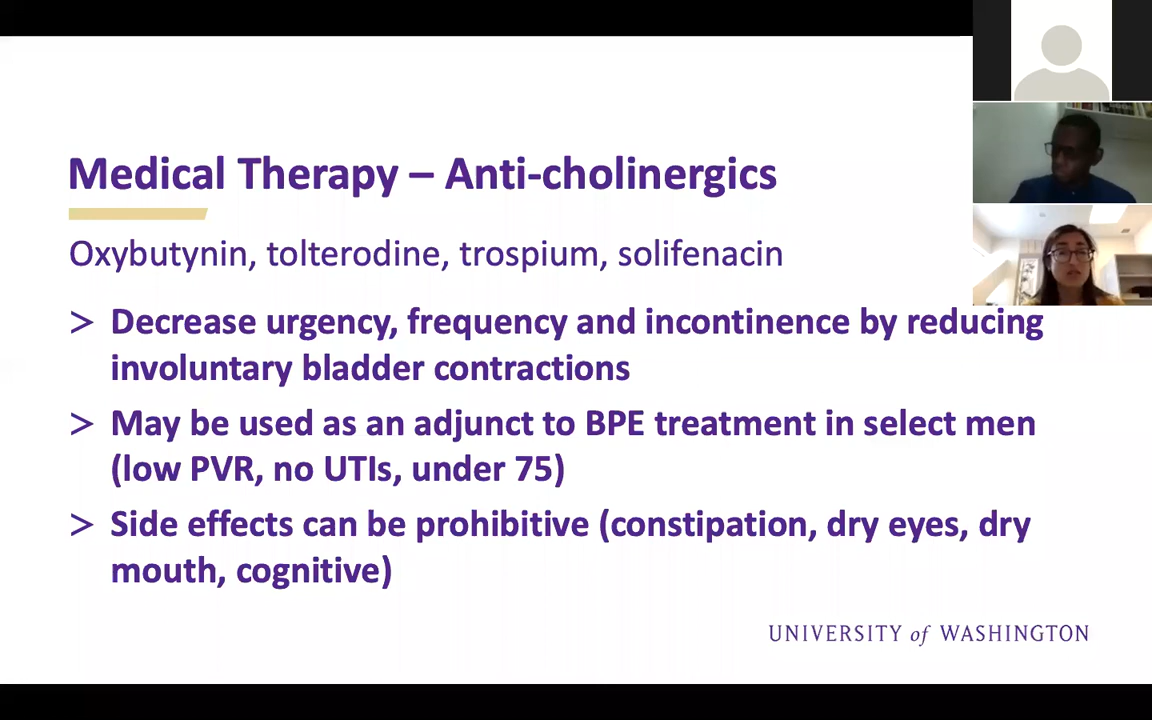 Medical Therapy – Anti-cholinergics
Oxybutynin, tolterodine, trospium, solifenacin
> Decrease urgency, frequency and incontinence by reducing
involuntary bladder contractions
> May be used as an adjunct to BPE treatment in select men
(low PVR, no UTIs, under 75)
> Side effects can be prohibitive (constipation, dry eyes, dry
mouth, cognitive)
UNIVERSITY of WASHINGTON